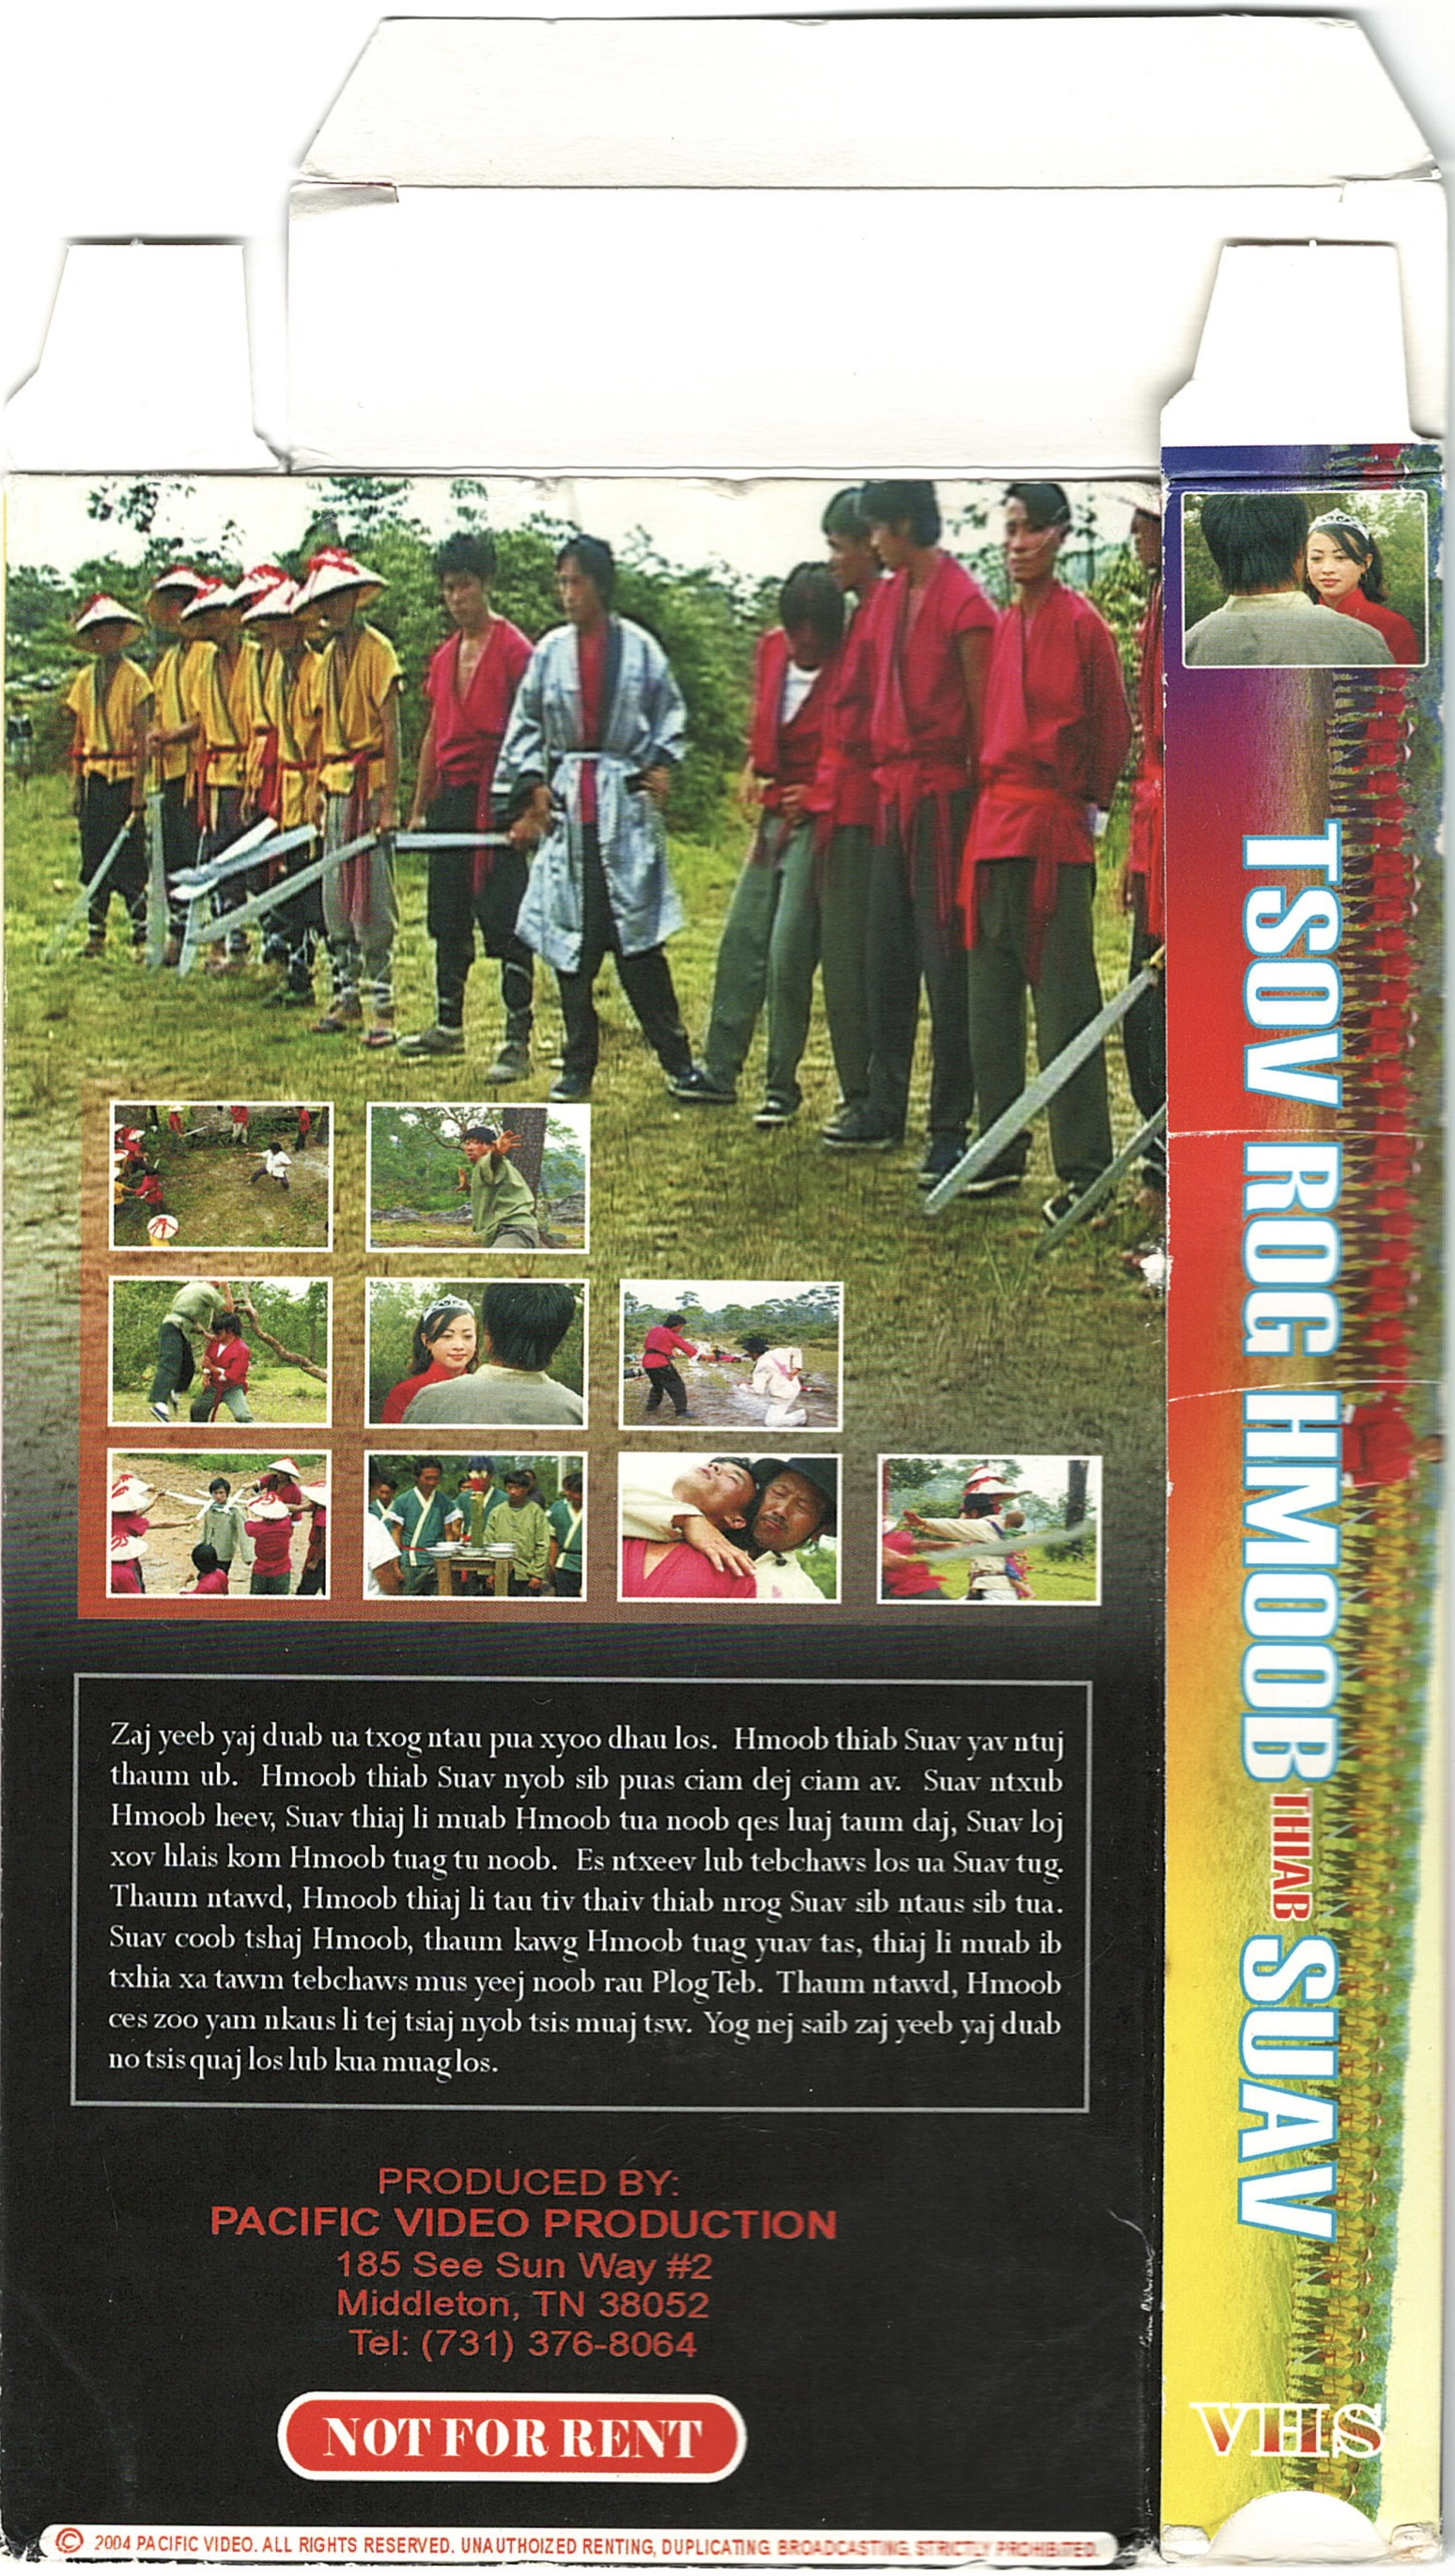 Zaj yeeb yaj duab ua txog ntau pua xyoo dhau los. Hmoob thiab Suav yav ntuj
thaum ub. Hmoob thiab Suav nyob sib puas ciam dej ciam av. Suav ntxub
Hmoob heev, Suav thiaj li muab Hmoob tua noob qes luaj taum daj, Suav loj
xov hlais kom Hmoob tuag tu noob. Es ntxeev lub tebchaws los ua Suav tug.
Thaum ntawd, Hmoob thiaj li tau tiv thaiv thiab nrog Suav sib ntaus sib tua.
Suav coob tshaj Hmoob, thaum kawg Hmoob tuag yuav tas, thiaj li muab ib
txhia xa tawm tebchaws mus yeej noob rau Plog Teb. Thaum ntawd, Hmoob
ces zoo yam nkaus li tej tsiaj nyob tsis muaj tsw. Yog nej saib zaj yeeb yaj duab
no tsis quaj los lub kua muag los.
PRODUCED BY:
PACIFIC VIDEO PRODUCTION
185 See Sun Way #2
Middleton, TN 38052
Tel: (731) 376-8064
NOT FOR RENT
© 2004 PACIFIC VIDEO. ALL RIGHTS RESERVED. UNAUTHOIZED RENTING, DUPLICATING BROADCASTING. STRICTLY PROHIBITED.
TSOV ROG HMOOB THIAB SUAV
VHS